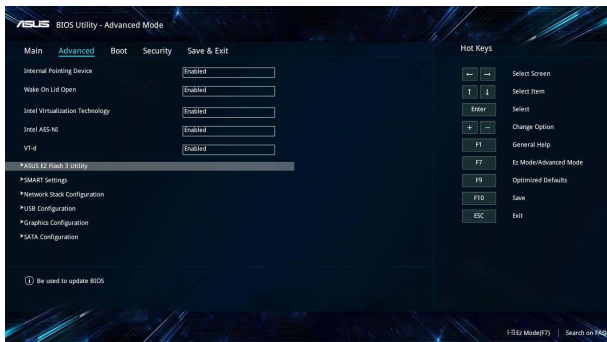 ASUS BIOS Utility - Advanced Mode
Main Advanced Boot Security Save & Exit
Hot Keys
Internal Pointing Device Enabled
Wake On Lid Open Enabled
Intel Virtualization Technology Enabled
Intel AES-NI Enabled
VT-d Enabled
>ASUS EZ Flash 3 Utility
>SMART Settings
>Network Stack Configuration
>USB Configuration
>Graphics Configuration
>SATA Configuration
← → Select Screen
↑ ↓ Select Item
Enter Select
+ − Change Option
F1 General Help
F7 Ez Mode/Advanced Mode
F9 Optimized Defaults
F10 Save
ESC Exit
i Be used to update BIOS
Ez Mode(F7) | Search on FAQ